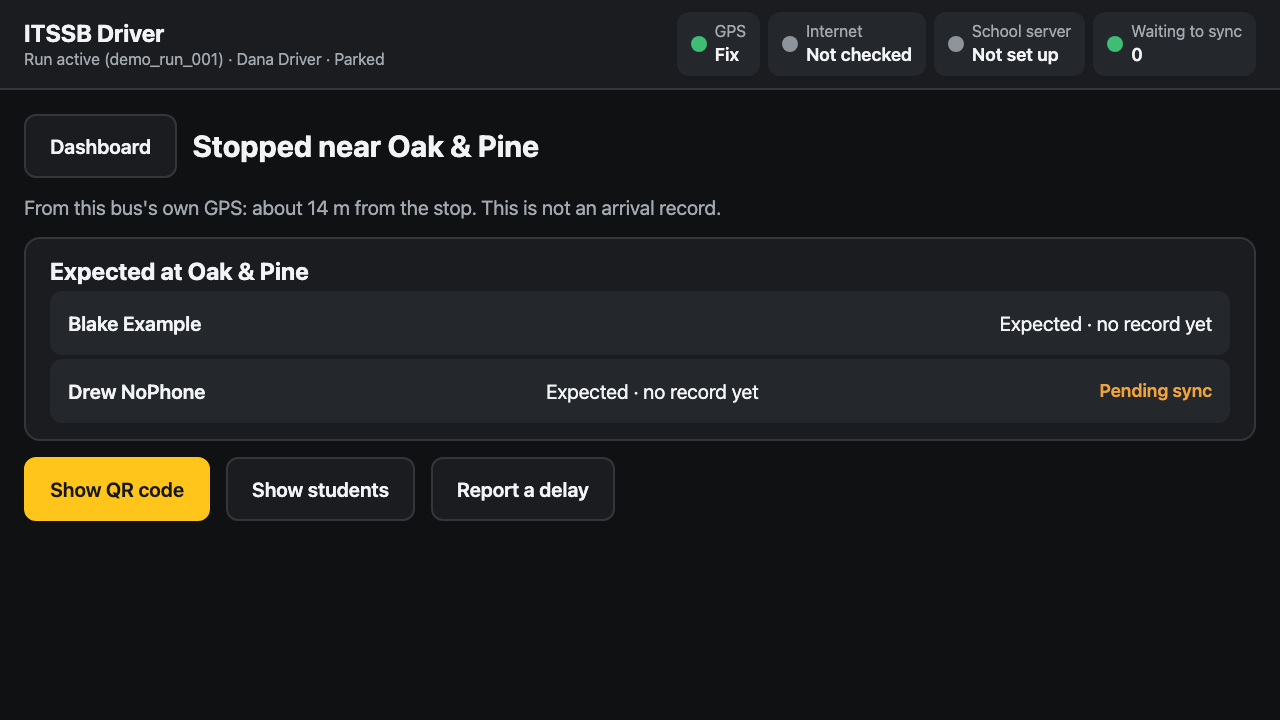 ITSSB Driver
Run active (demo_run_001) · Dana Driver · Parked
GPS
Fix
Internet
Not checked
School server
Not set up
Waiting to sync
0
Dashboard
Stopped near Oak & Pine
From this bus's own GPS: about 14 m from the stop. This is not an arrival record.
Expected at Oak & Pine
Blake Example Expected · no record yet
Drew NoPhone Expected · no record yet Pending sync
Show QR code
Show students
Report a delay